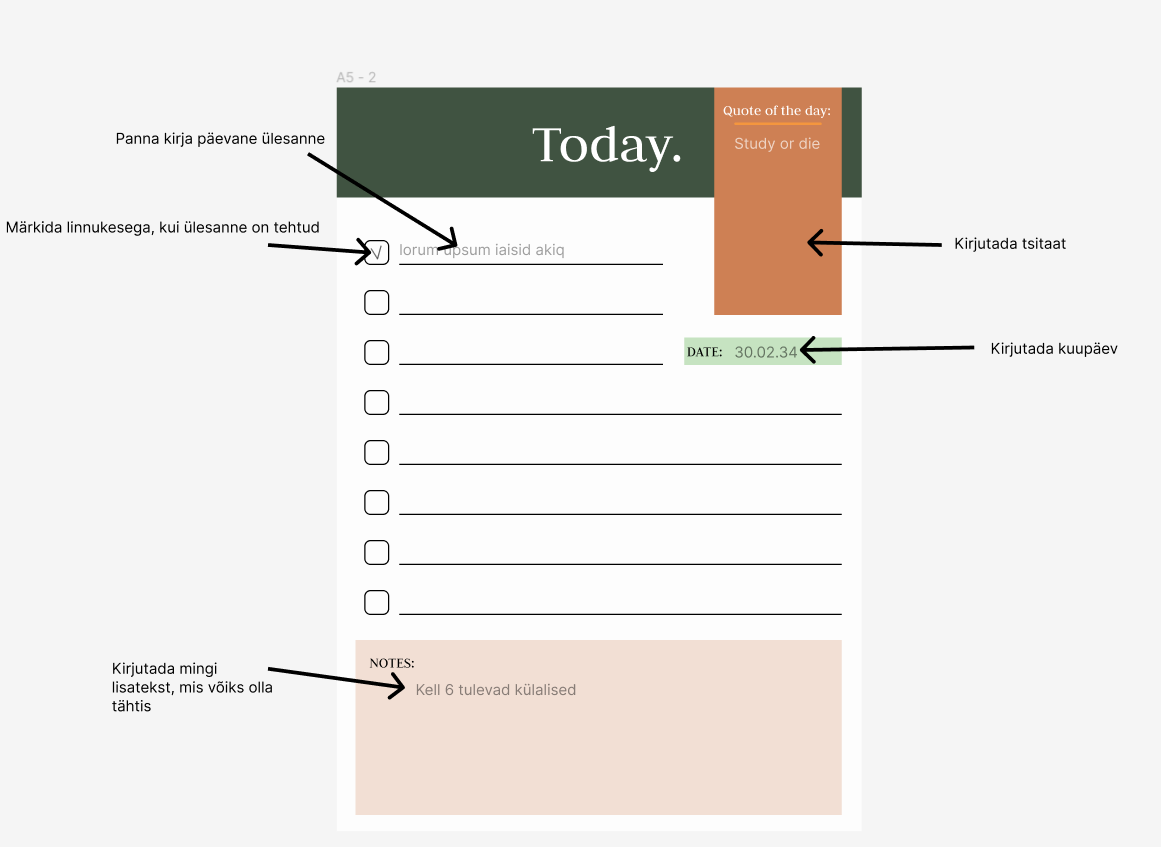 A5 - 2
Quote of the day:
Today.
Study or die
Panna kirja päevane ülesanne
Märkida linnukesega, kui ülesanne on tehtud
lorum upsum iaisid akiq
Kirjutada tsitaat
DATE: 30.02.34
Kirjutada kuupäev
NOTES:
Kirjutada mingi
lisatekst, mis võiks olla
tähtis
Kell 6 tulevad külalised